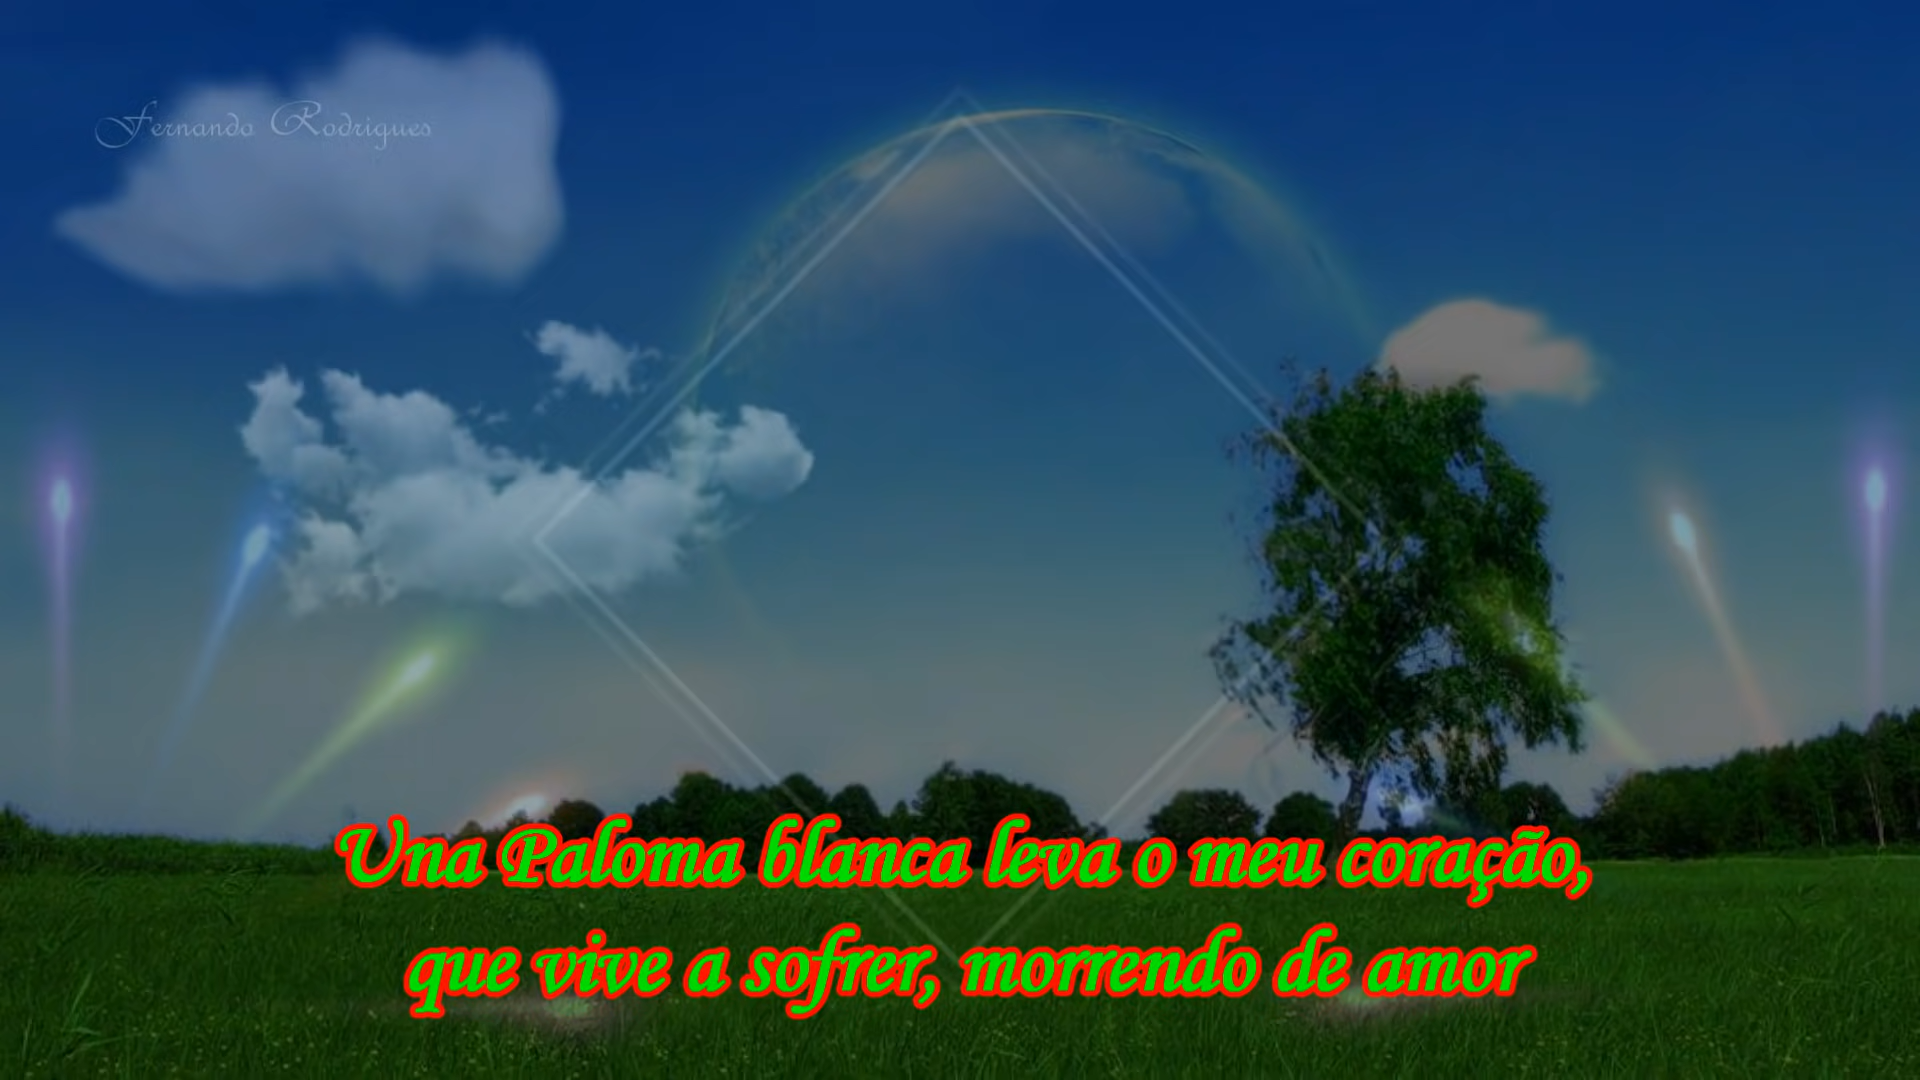 Fernando Rodrigues
Una Paloma blanca leva o meu coração,
que vive a sofrer, morrendo de amor